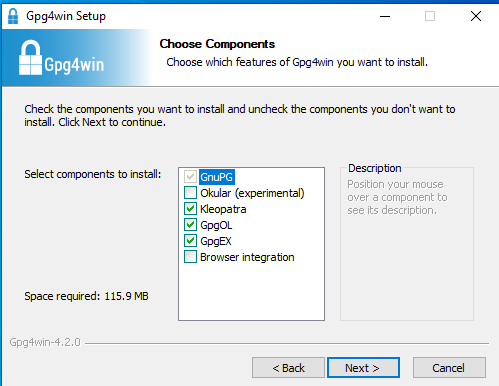 Gpg4win Setup
Gpg4win
Choose Components
Choose which features of Gpg4win you want to install.
Check the components you want to install and uncheck the components you don't want to
install. Click Next to continue.
Select components to install:
GnuPG
Okular (experimental)
Kleopatra
GpgOL
GpgEX
Browser integration
Description
Position your mouse
over a component to
see its description.
Space required: 115.9 MB
Gpg4win-4.2.0
< Back
Next >
Cancel